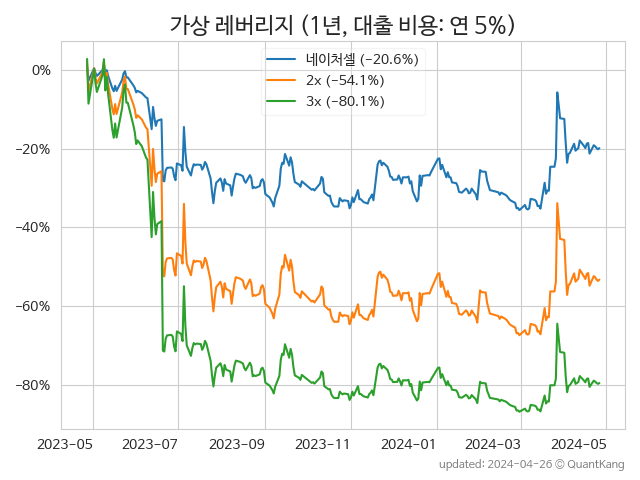 가상 레버리지 (1년, 대출 비용: 연 5%)
네이처셀 (−20.6%)
2x (−54.1%)
3x (−80.1%)
0%
−20%
−40%
−60%
−80%
2023-05 2023-07 2023-09 2023-11 2024-01 2024-03 2024-05
updated: 2024-04-26 © QuantKang